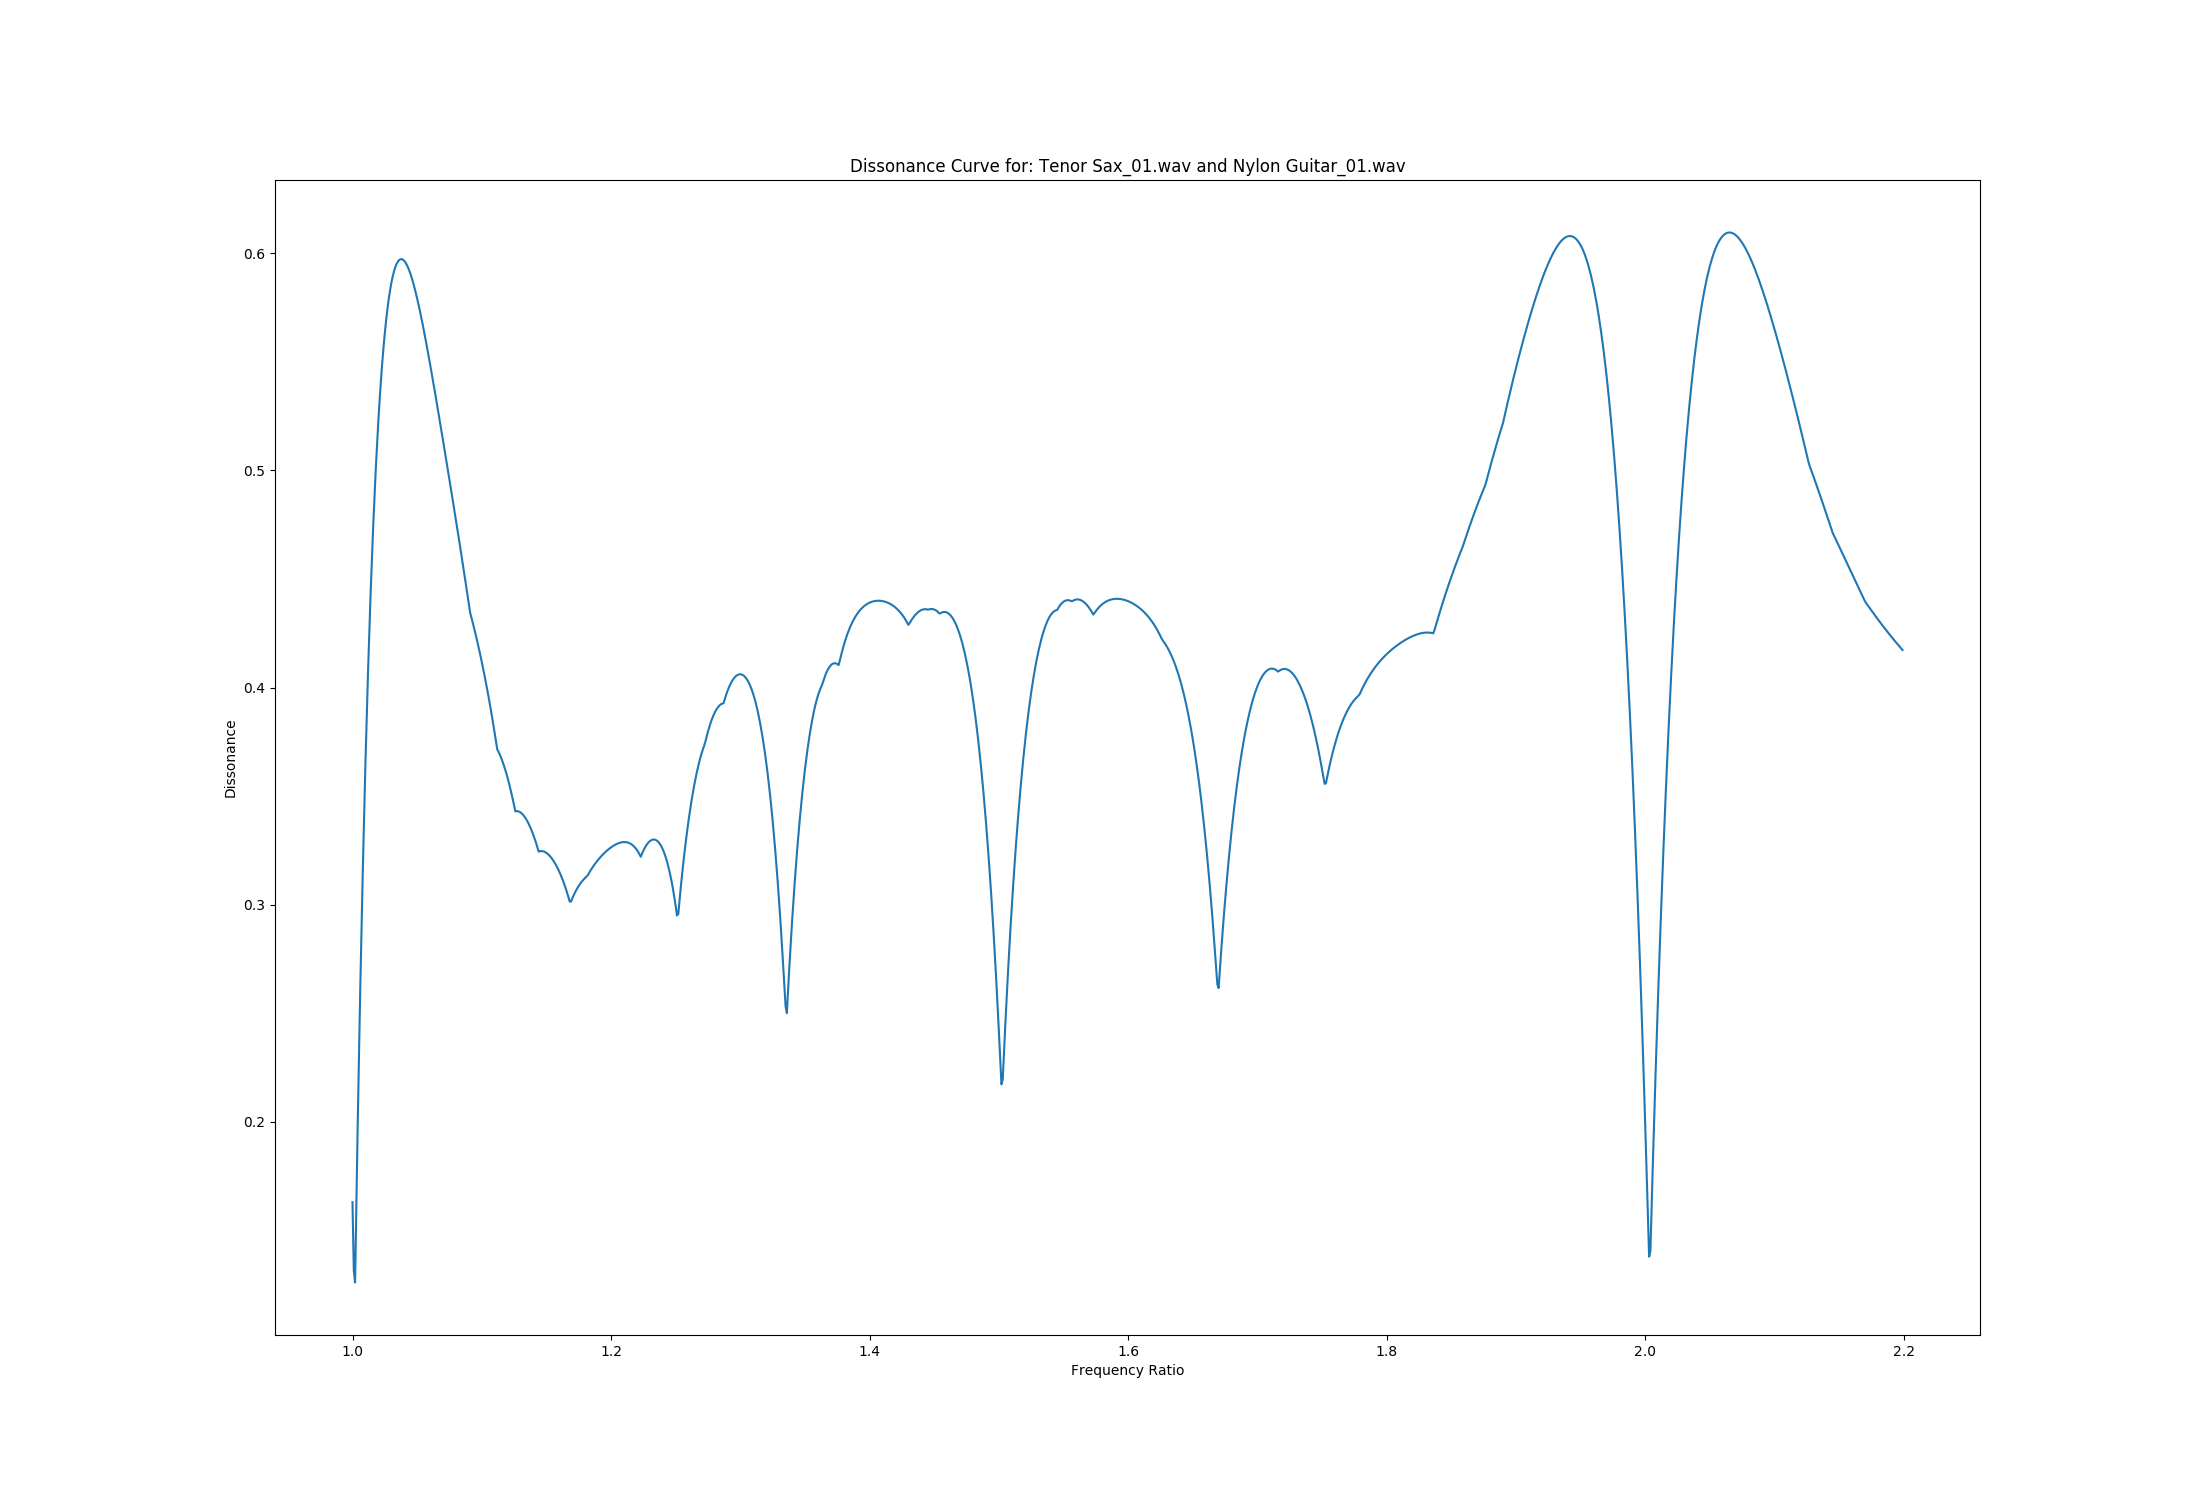 Dissonance Curve for: Tenor Sax_01.wav and Nylon Guitar_01.wav
Dissonance
0.6
0.5
0.4
0.3
0.2
1.0 1.2 1.4 1.6 1.8 2.0 2.2
Frequency Ratio